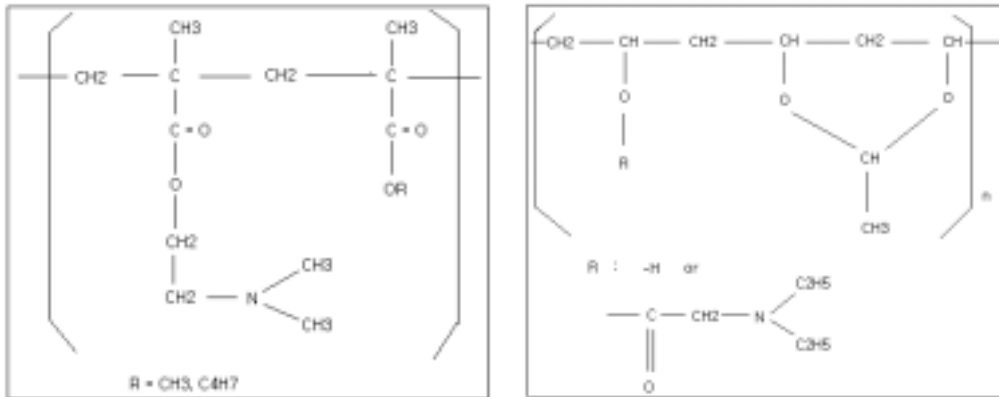 CH3 CH3
CH2 C CH2 C
C = O C = O
O OR
CH2
CH3
CH2 N
CH3
R = CH3, C4H7
CH2 CH CH2 CH CH2 CH
O O O
R CH
n
CH3
R : -H or
C2H5
C CH2 N
C2H5
O